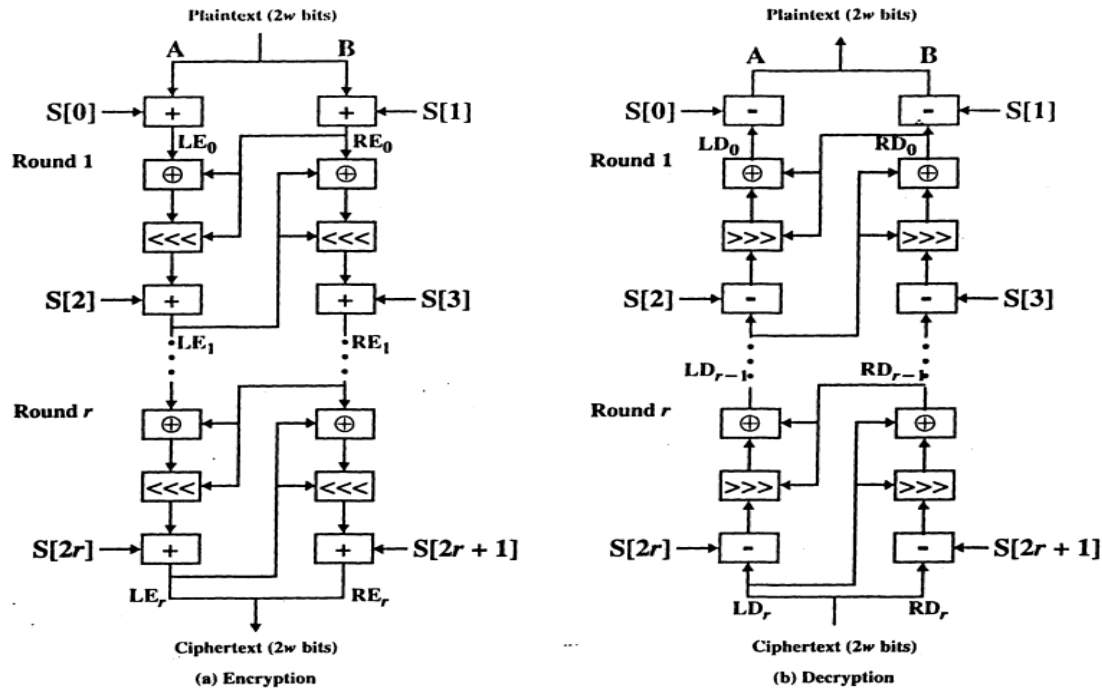 Plaintext (2w bits)
A B
S[0] + + S[1]
LE0 RE0
Round 1
⊕ ⊕
<<< <<<
S[2] + + S[3]
LE1 RE1
Round r
⊕ ⊕
<<< <<<
S[2r] + + S[2r + 1]
LEr REr
Ciphertext (2w bits)
(a) Encryption
Plaintext (2w bits)
A B
S[0] - - S[1]
LD0 RD0
Round 1
⊕ ⊕
>>> >>>
S[2] - - S[3]
LDr−1 RDr−1
Round r
⊕ ⊕
>>> >>>
S[2r] - - S[2r + 1]
LDr RDr
Ciphertext (2w bits)
(b) Decryption